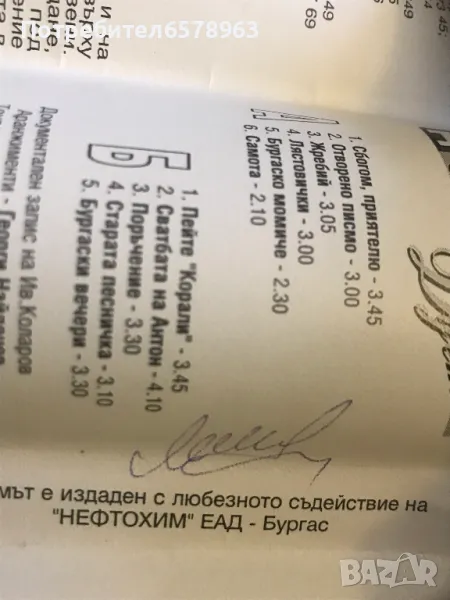 Потребител6578963
А
1. Сбогом, приятелю - 3.45
2. Отворено писмо - 3.00
3. Жребий - 3.05
4. Лястовички - 3.00
5. Бургаско момиче - 2.30
6. Самота - 2.10
Б
1. Пейте "Корали" - 3.45
2. Сватбата на Антон - 4.10
3. Поръчение - 3.30
4. Старата песничка - 3.10
5. Бургаски вечери - 3.30
Документален запис на Ив.Коларов
Аранжименти - Георги
мът е издаден с любезното съдействие на
"НЕФТОХИМ" ЕАД - Бургас
bazar.bg